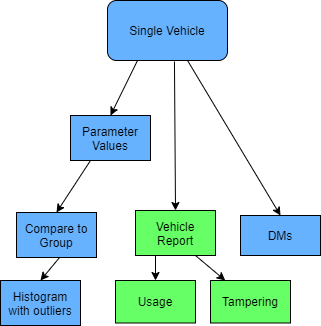 Single Vehicle
Parameter
Values
Compare to
Group
Vehicle
Report
DMs
Histogram
with outliers
Usage
Tampering